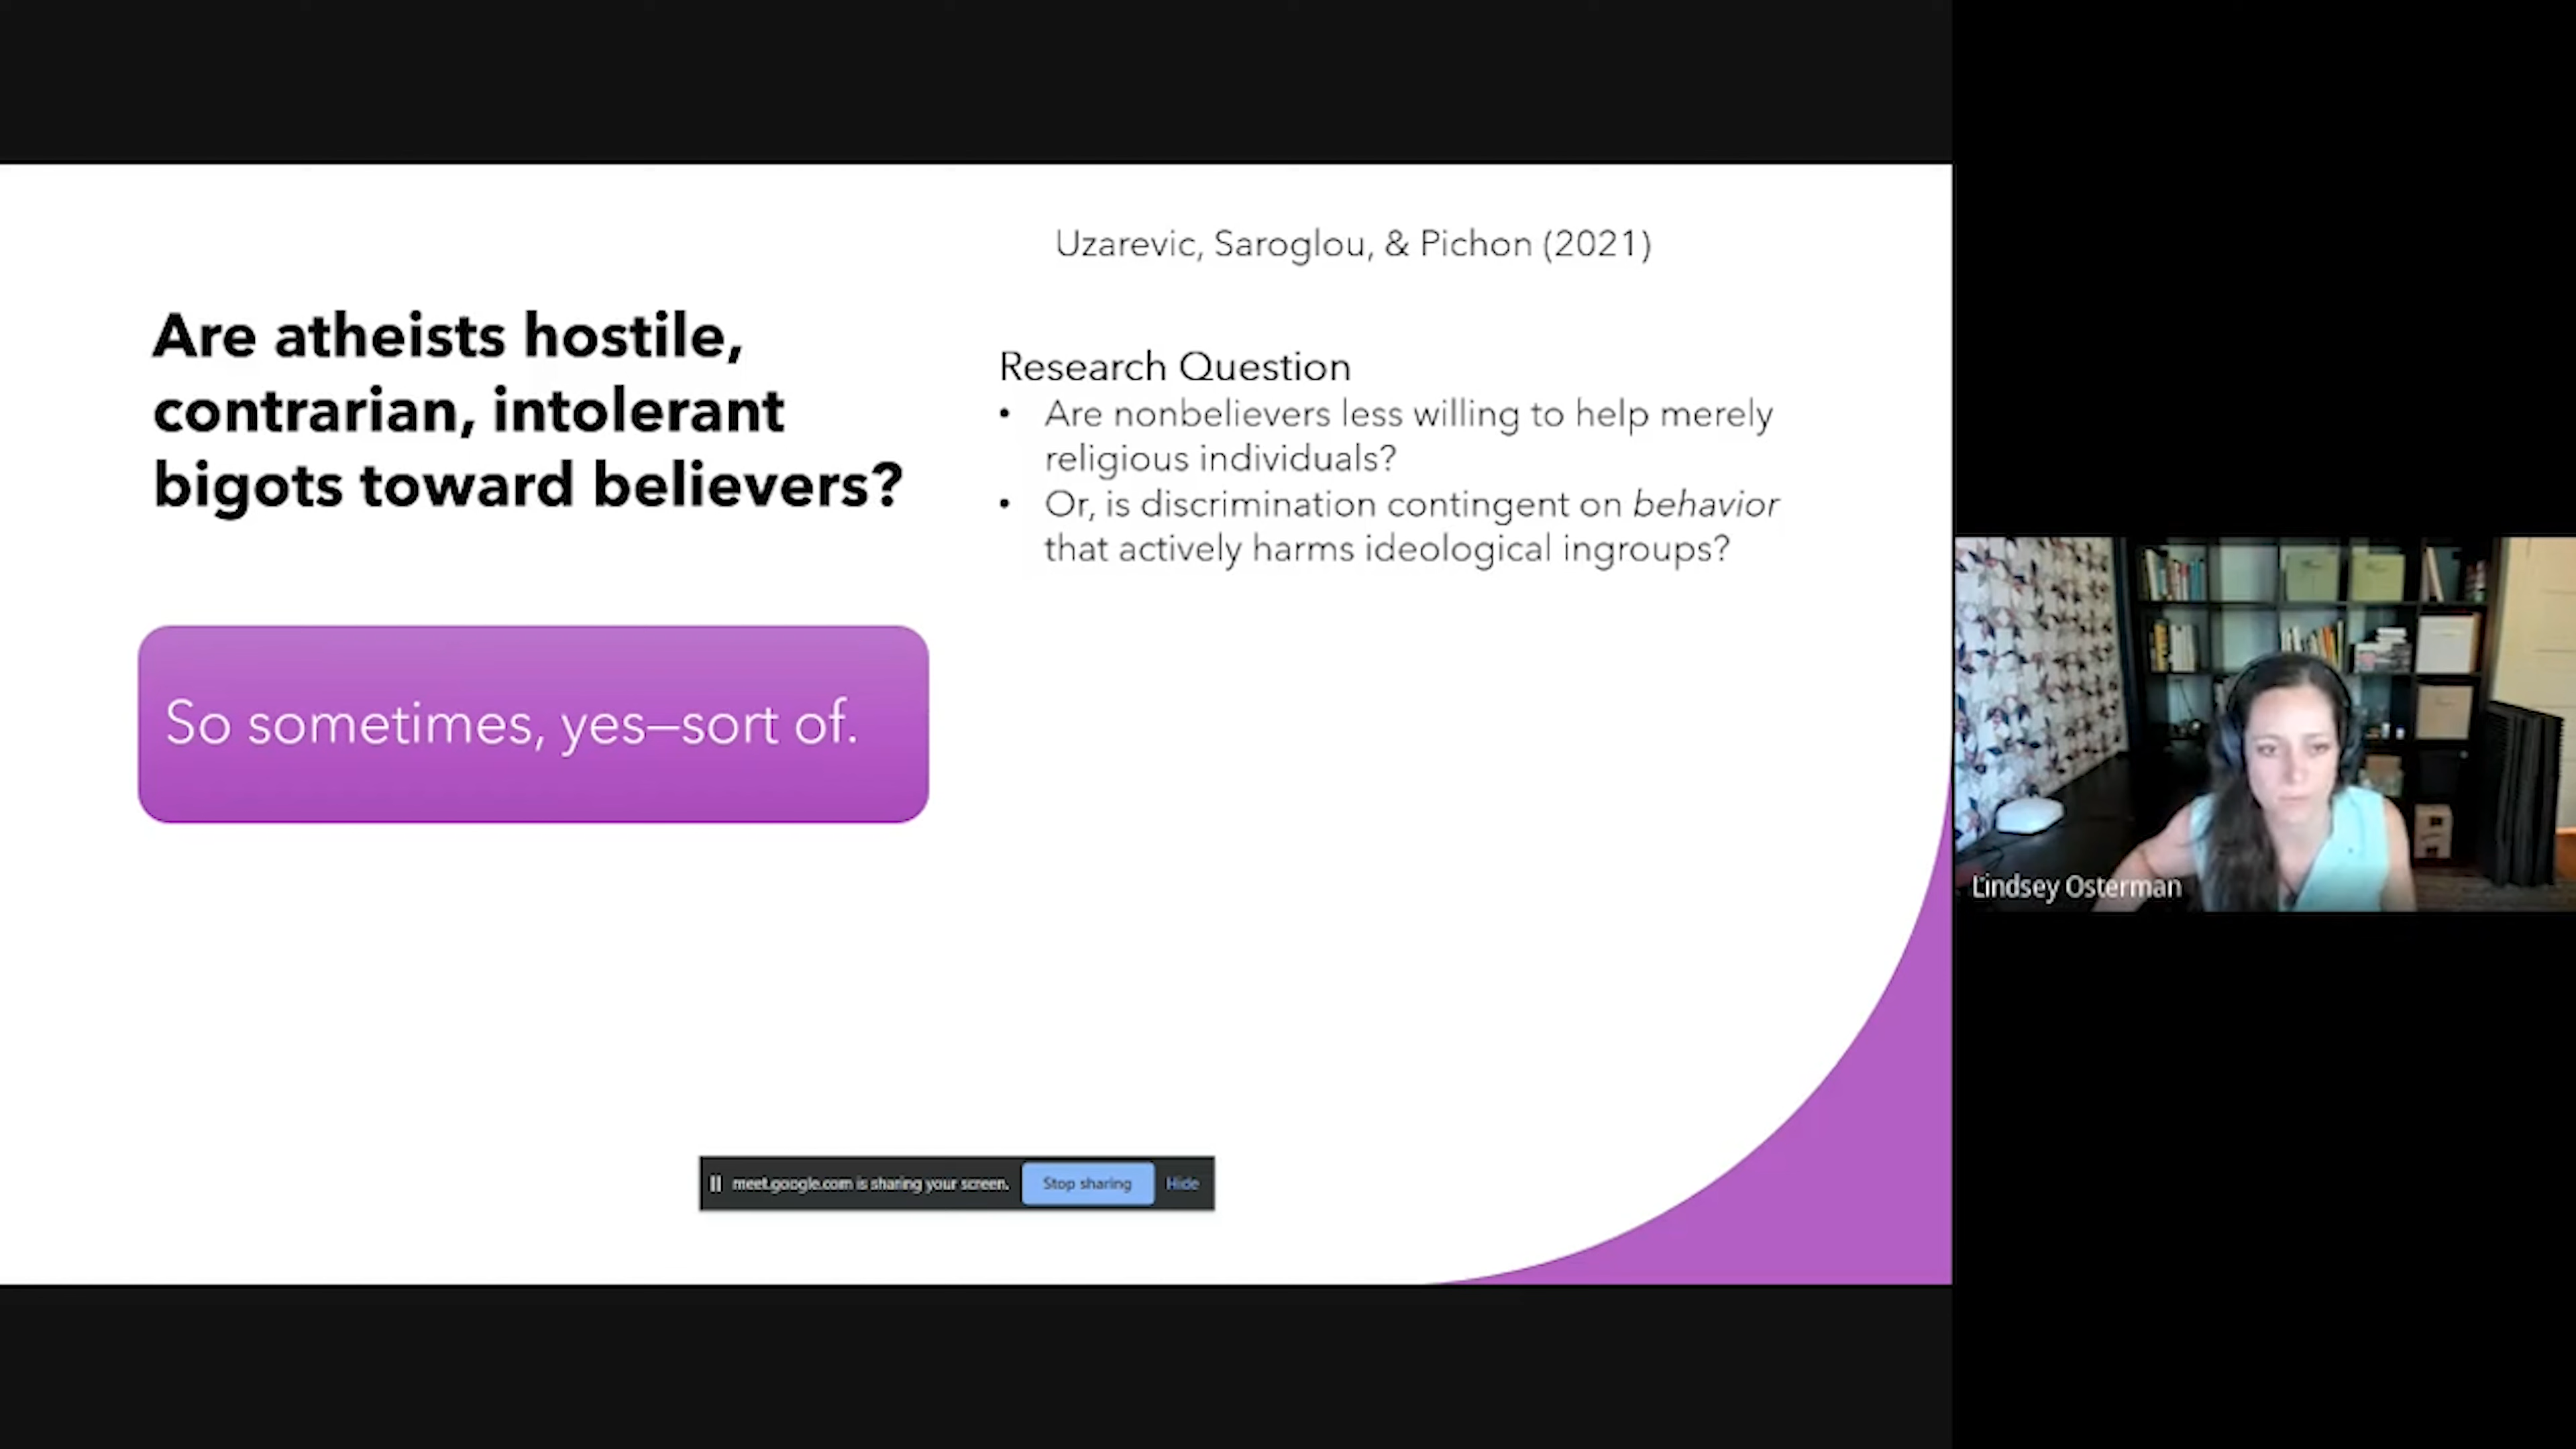 Uzarevic, Saroglou, & Pichon (2021)
Are atheists hostile,
contrarian, intolerant
bigots toward believers?
Research Question
• Are nonbelievers less willing to help merely
religious individuals?
• Or, is discrimination contingent on behavior
that actively harms ideological ingroups?
So sometimes, yes—sort of.
Lindsey Osterman
meet.google.com is sharing your screen.
Stop sharing
Hide